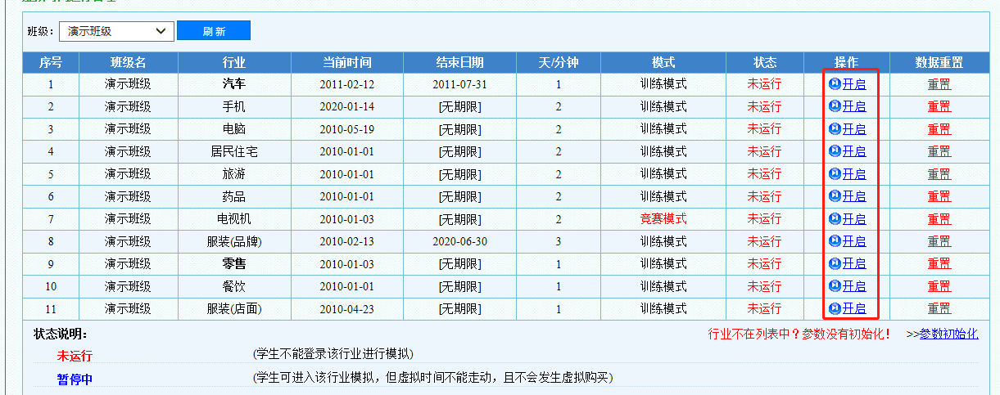 班级： 演示班级 刷 新
序号 班级名 行业 当前时间 结束日期 天/分钟 模式 状态 操作 数据重置
1 演示班级 汽车 2011-02-12 2011-07-31 1 训练模式 未运行 开启 重置
2 演示班级 手机 2020-01-14 [无期限] 2 训练模式 未运行 开启 重置
3 演示班级 电脑 2010-05-19 [无期限] 2 训练模式 未运行 开启 重置
4 演示班级 居民住宅 2010-01-01 [无期限] 2 训练模式 未运行 开启 重置
5 演示班级 旅游 2010-01-01 [无期限] 2 训练模式 未运行 开启 重置
6 演示班级 药品 2010-01-01 [无期限] 2 训练模式 未运行 开启 重置
7 演示班级 电视机 2010-01-03 [无期限] 2 竞赛模式 未运行 开启 重置
8 演示班级 服装(品牌) 2010-02-13 2020-06-30 3 训练模式 未运行 开启 重置
9 演示班级 零售 2010-01-03 [无期限] 1 训练模式 未运行 开启 重置
10 演示班级 餐饮 2010-01-01 [无期限] 1 训练模式 未运行 开启 重置
11 演示班级 服装(店面) 2010-04-23 [无期限] 1 训练模式 未运行 开启 重置
状态说明： 行业不在列表中？参数没有初始化！ >>参数初始化
未运行 (学生不能登录该行业进行模拟)
暂停中 (学生可进入该行业模拟，但虚拟时间不能走动，且不会发生虚拟购买)